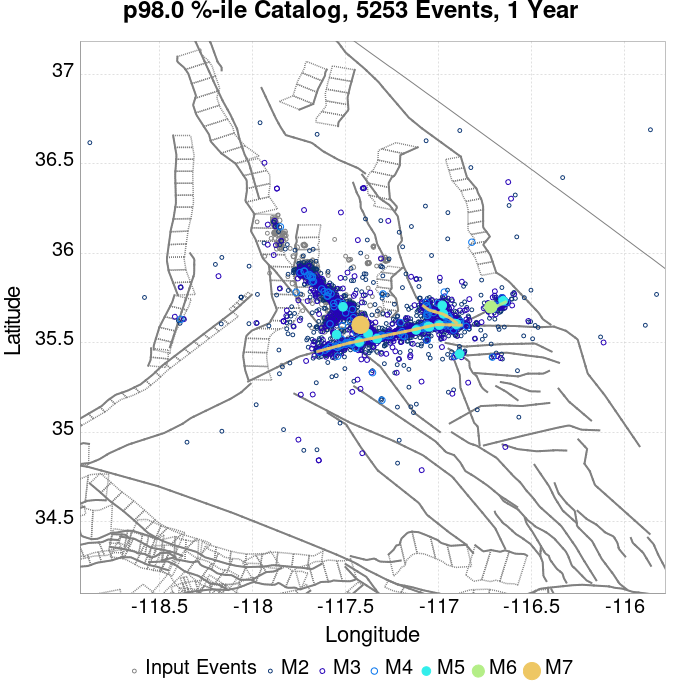 p98.0 %-ile Catalog, 5253 Events, 1 Year
37
36.5
36
35.5
35
34.5
Latitude
-118.5 -118 -117.5 -117 -116.5 -116
Longitude
Input Events M2 M3 M4 M5 M6 M7